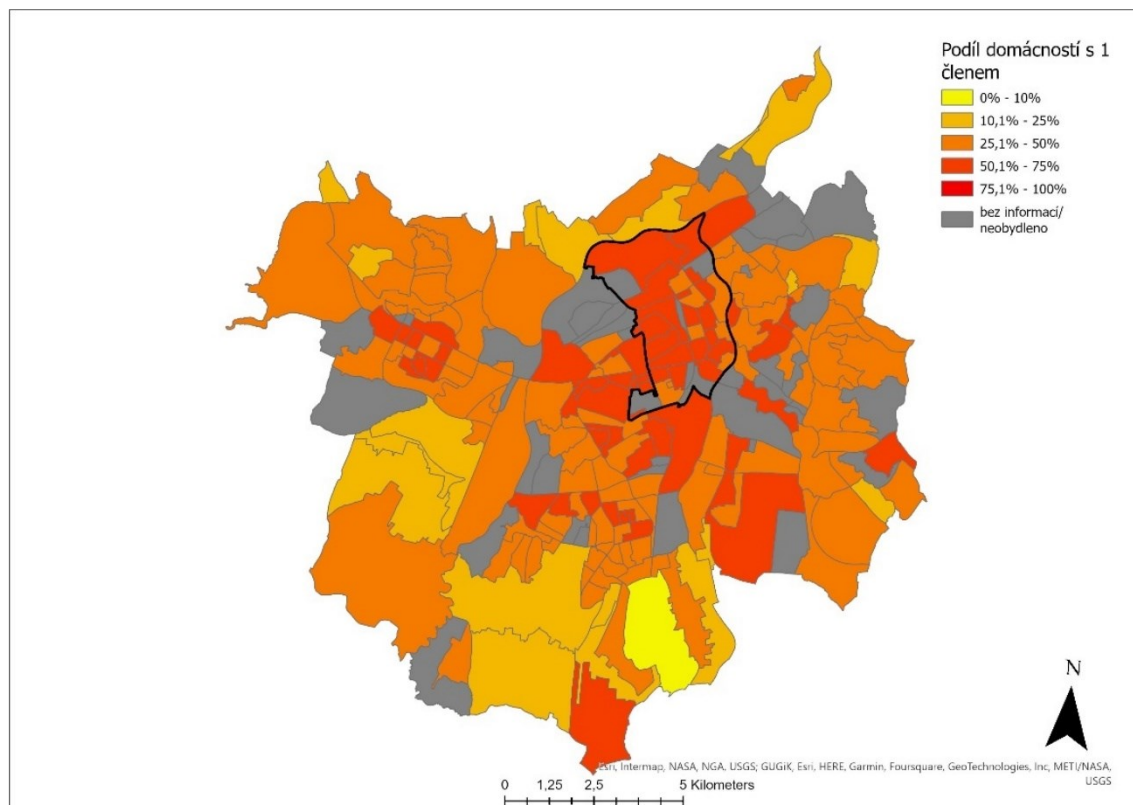 Podíl domácností s 1
členem
0% - 10%
10,1% - 25%
25,1% - 50%
50,1% - 75%
75,1% - 100%
bez informací/
neobydleno
N
Esri, Intermap, NASA, NGA, USGS; GUGiK, Esri, HERE, Garmin, Foursquare, GeoTechnologies, Inc, METI/NASA,
USGS
0 1,25 2,5 5 Kilometers